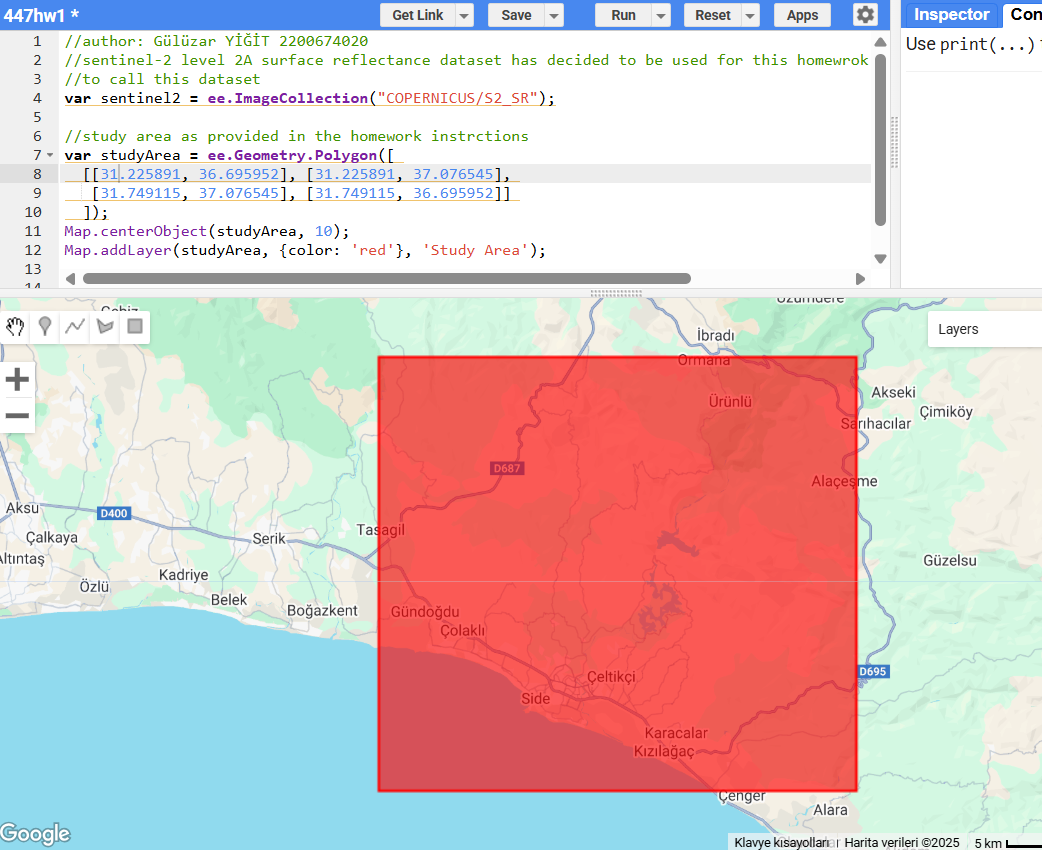 447hw1 *
Get Link
Save
Run
Reset
Apps
Inspector
Con
Use print(...)
1 //author: Gülüzar YİĞİT 2200674020
2 //sentinel-2 level 2A surface reflectance dataset has decided to be used for this homewrok
3 //to call this dataset
4 var sentinel2 = ee.ImageCollection("COPERNICUS/S2_SR");
5
6 //study area as provided in the homework instrctions
7 var studyArea = ee.Geometry.Polygon([
8 [[31.225891, 36.695952], [31.225891, 37.076545],
9 [31.749115, 37.076545], [31.749115, 36.695952]]
10 ]);
11 Map.centerObject(studyArea, 10);
12 Map.addLayer(studyArea, {color: 'red'}, 'Study Area');
13
14
Layers
Gebiz
Üzümdere
İbradı
Ormana
Akseki
Ürünlü
Çimiköy
Sarıhacılar
D687
Alaçeşme
Aksu
D400
Tasagil
Çalkaya
Serik
Altıntaş
Güzelsu
Kadriye
Özlü
Belek
Boğazkent
Gündoğdu
Çolaklı
D695
Çeltikçi
Side
Karacalar
Kızılağaç
Çenger
Alara
Google
Klavye kısayolları
Harita verileri ©2025
5 km